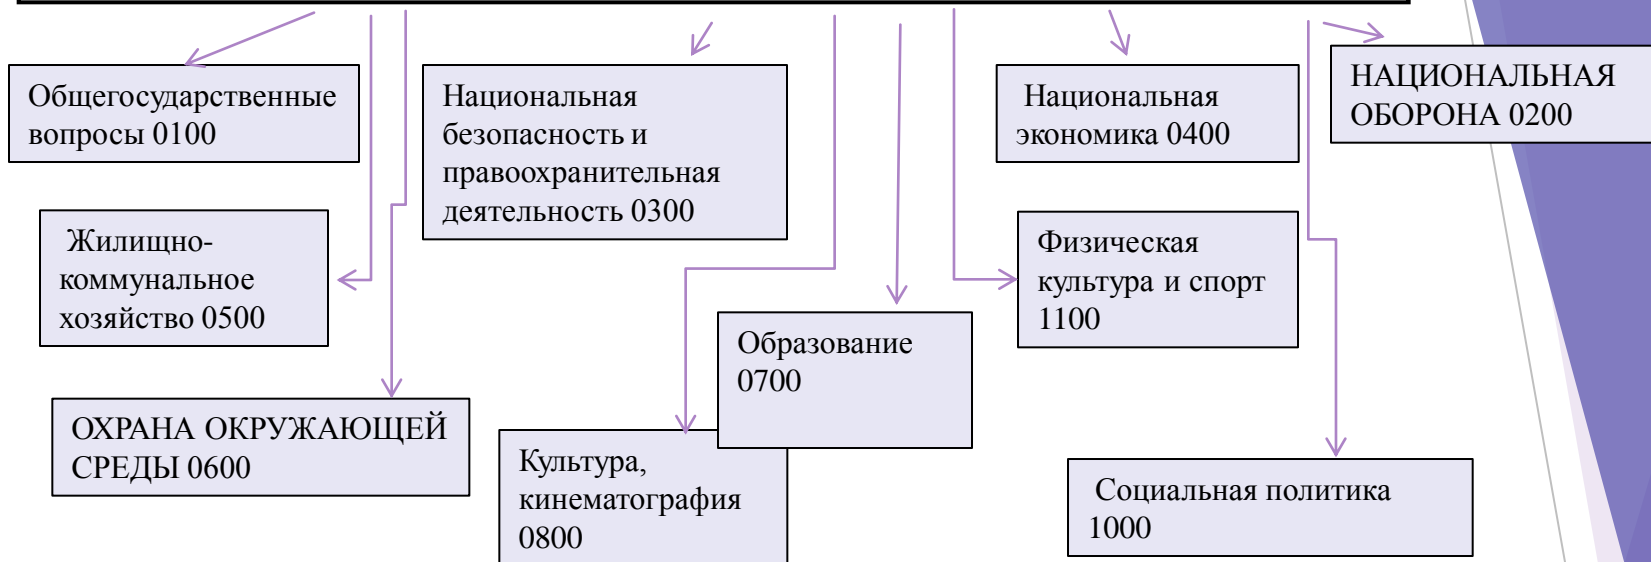 Общегосударственные
вопросы 0100
Национальная
безопасность и
правоохранительная
деятельность 0300
Национальная
экономика 0400
НАЦИОНАЛЬНАЯ
ОБОРОНА 0200
Жилищно-
коммунальное
хозяйство 0500
Физическая
культура и спорт
1100
Образование
0700
ОХРАНА ОКРУЖАЮЩЕЙ
СРЕДЫ 0600
Культура,
кинематография
0800
Социальная политика
1000